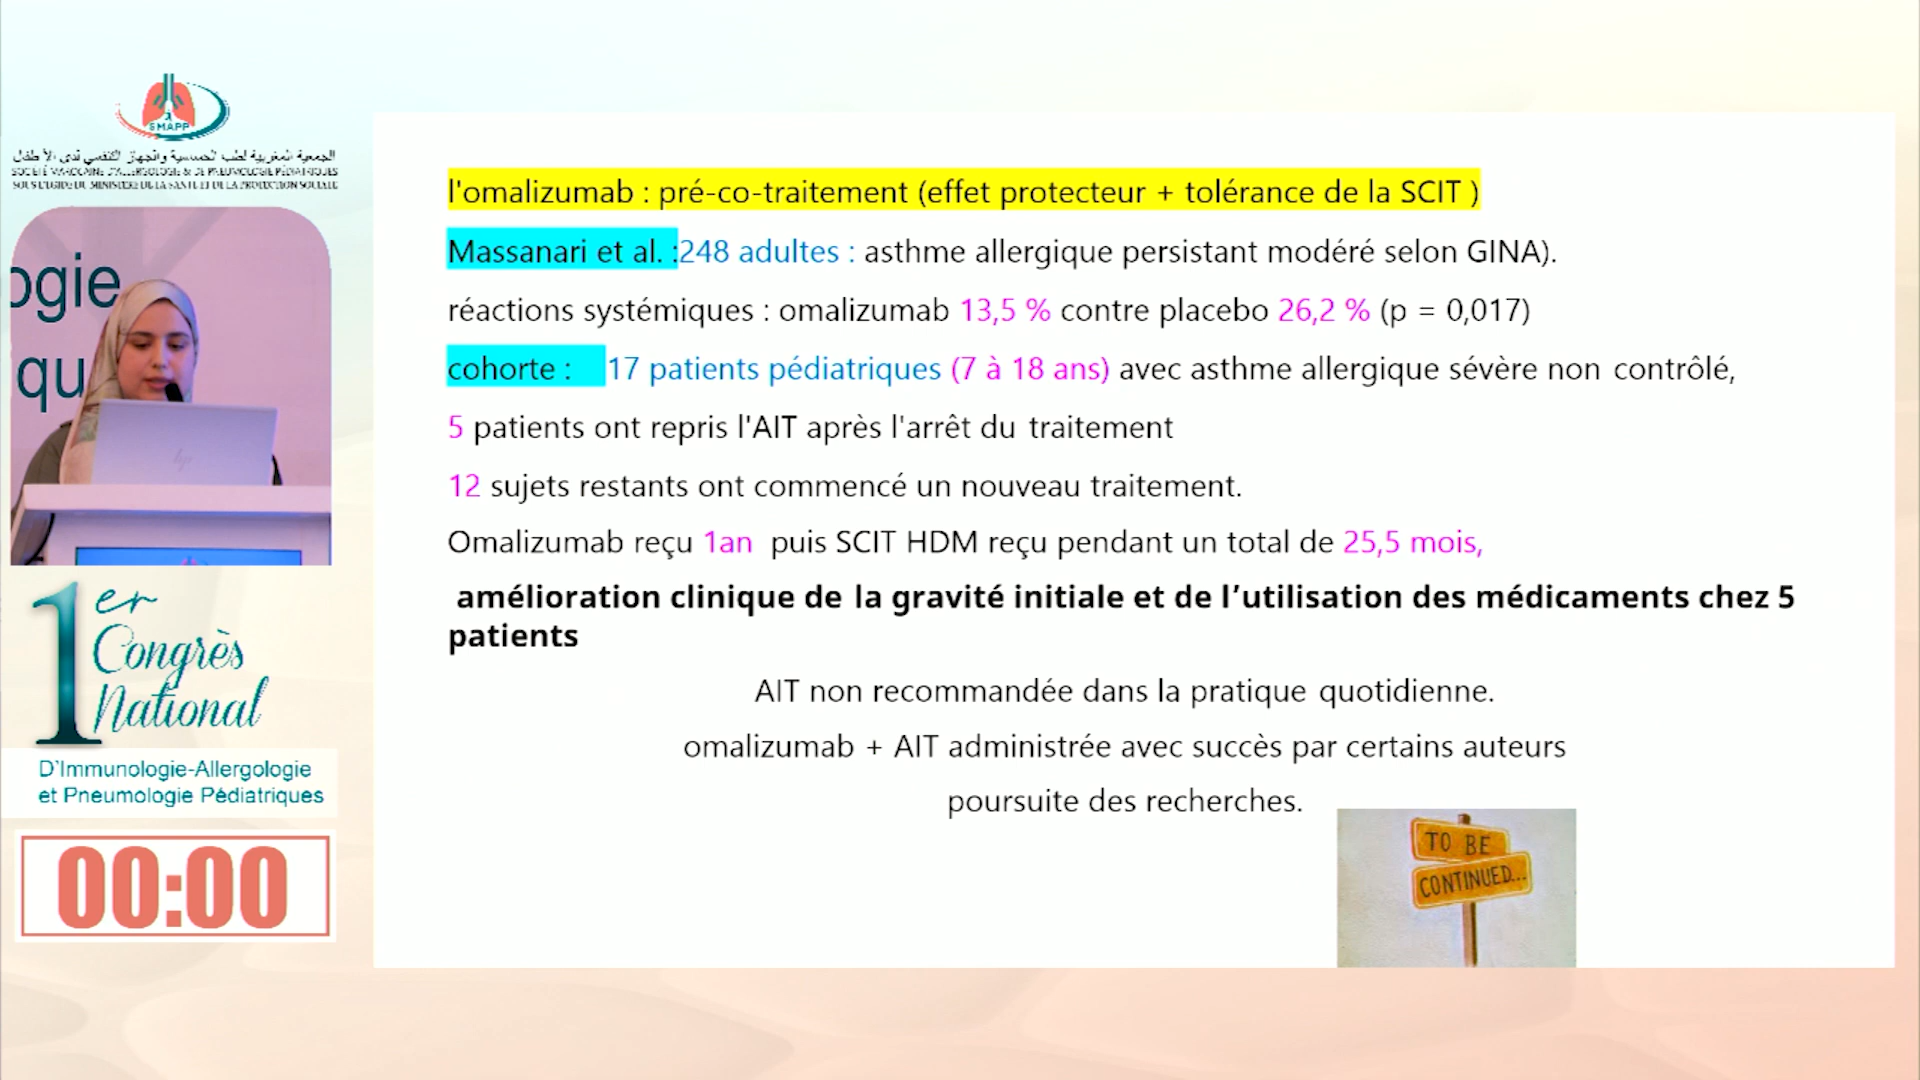 SMAPP
الجمعية المغربية لطب الحساسية والجهاز التنفسي لدى الأطفال
SOCIÉTÉ MAROCAINE D'ALLERGOLOGIE & DE PNEUMOLOGIE PÉDIATRIQUES
SOUS L'EGIDE DU MINISTERE DE LA SANTE ET DE LA PROTECTION SOCIALE
ogie
qu
hp
1er
Congrès
National
D'Immunologie-Allergologie
et Pneumologie Pédiatriques
00:00
l'omalizumab : pré-co-traitement (effet protecteur + tolérance de la SCIT )
Massanari et al. :248 adultes : asthme allergique persistant modéré selon GINA).
réactions systémiques : omalizumab 13,5 % contre placebo 26,2 % (p = 0,017)
cohorte : 17 patients pédiatriques (7 à 18 ans) avec asthme allergique sévère non contrôlé,
5 patients ont repris l'AIT après l'arrêt du traitement
12 sujets restants ont commencé un nouveau traitement.
Omalizumab reçu 1an puis SCIT HDM reçu pendant un total de 25,5 mois,
amélioration clinique de la gravité initiale et de l’utilisation des médicaments chez 5
patients
AIT non recommandée dans la pratique quotidienne.
omalizumab + AIT administrée avec succès par certains auteurs
poursuite des recherches.
TO BE
CONTINUED...